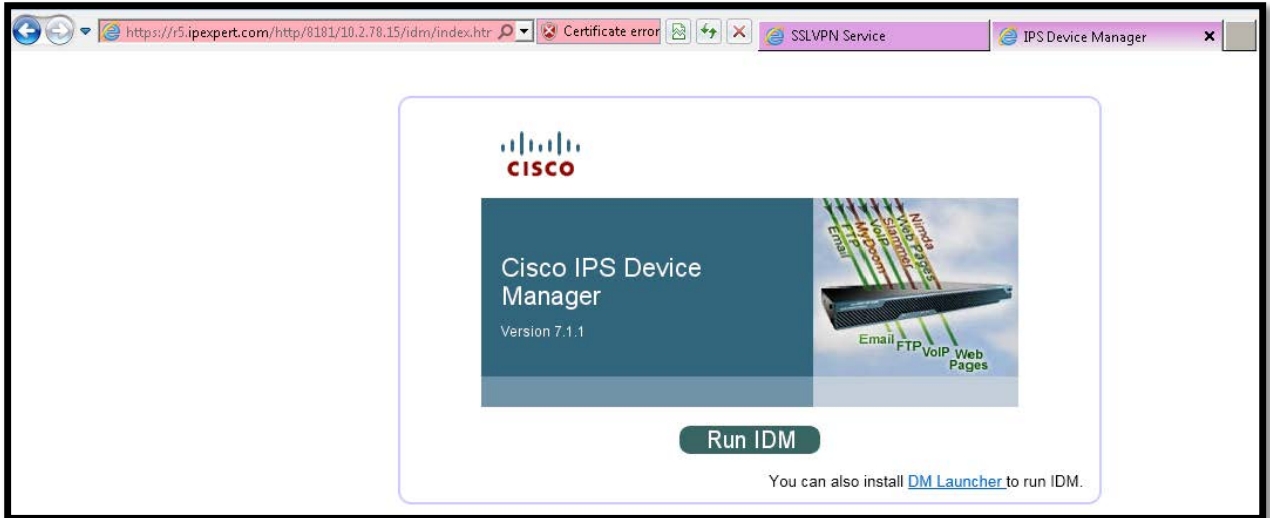 https://r5.ipexpert.com/http/8181/10.2.78.15/idm/index.htr
Certificate error
SSLVPN Service
IPS Device Manager
CISCO
Cisco IPS Device
Manager
Version 7.1.1
Email
FTP
MyDoom
VoIP
Slammer
Web Pages
Nimda
Email
FTP
VoIP
Web
Pages
Run IDM
You can also install DM Launcher to run IDM.